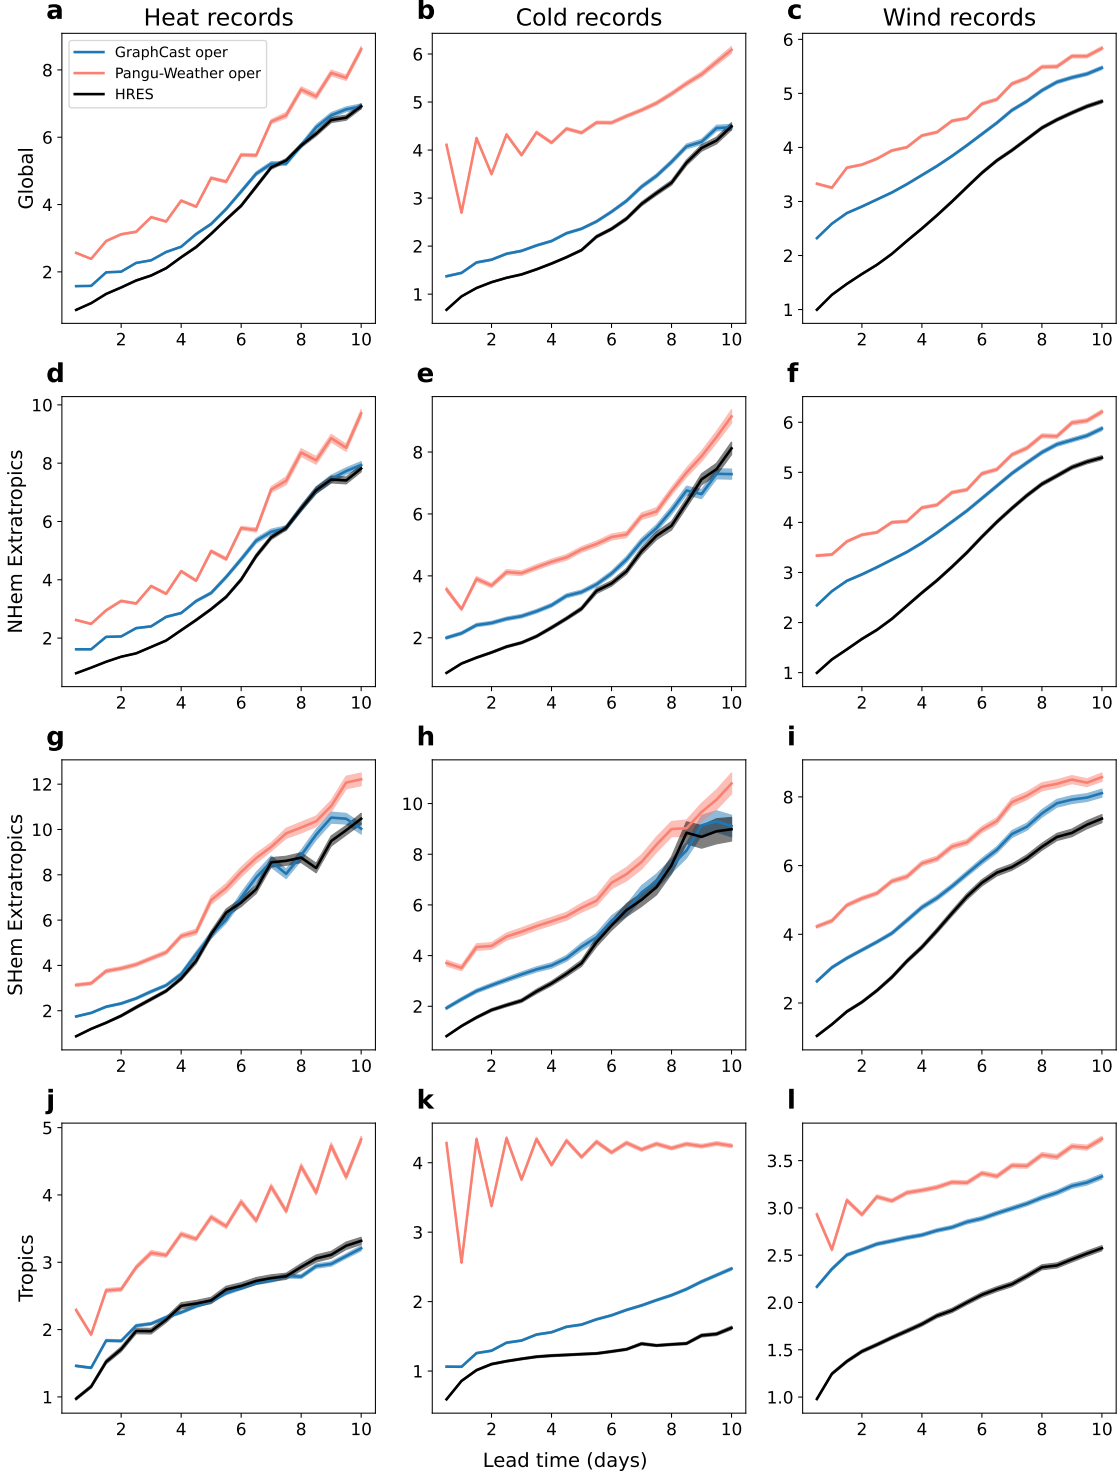 a Heat records
b Cold records
c Wind records
GraphCast oper
Pangu-Weather oper
HRES
Global
8
6
4
2
2 4 6 8 10
6
5
4
3
2
1
2 4 6 8 10
6
5
4
3
2
1
2 4 6 8 10
d
e
f
NHem Extratropics
10
8
6
4
2
2 4 6 8 10
8
6
4
2
2 4 6 8 10
6
5
4
3
2
1
2 4 6 8 10
g
h
i
SHem Extratropics
12
10
8
6
4
2
2 4 6 8 10
10
8
6
4
2
2 4 6 8 10
8
6
4
2
2 4 6 8 10
j
k
l
Tropics
5
4
3
2
1
2 4 6 8 10
4
3
2
1
2 4 6 8 10
3.5
3.0
2.5
2.0
1.5
1.0
2 4 6 8 10
Lead time (days)